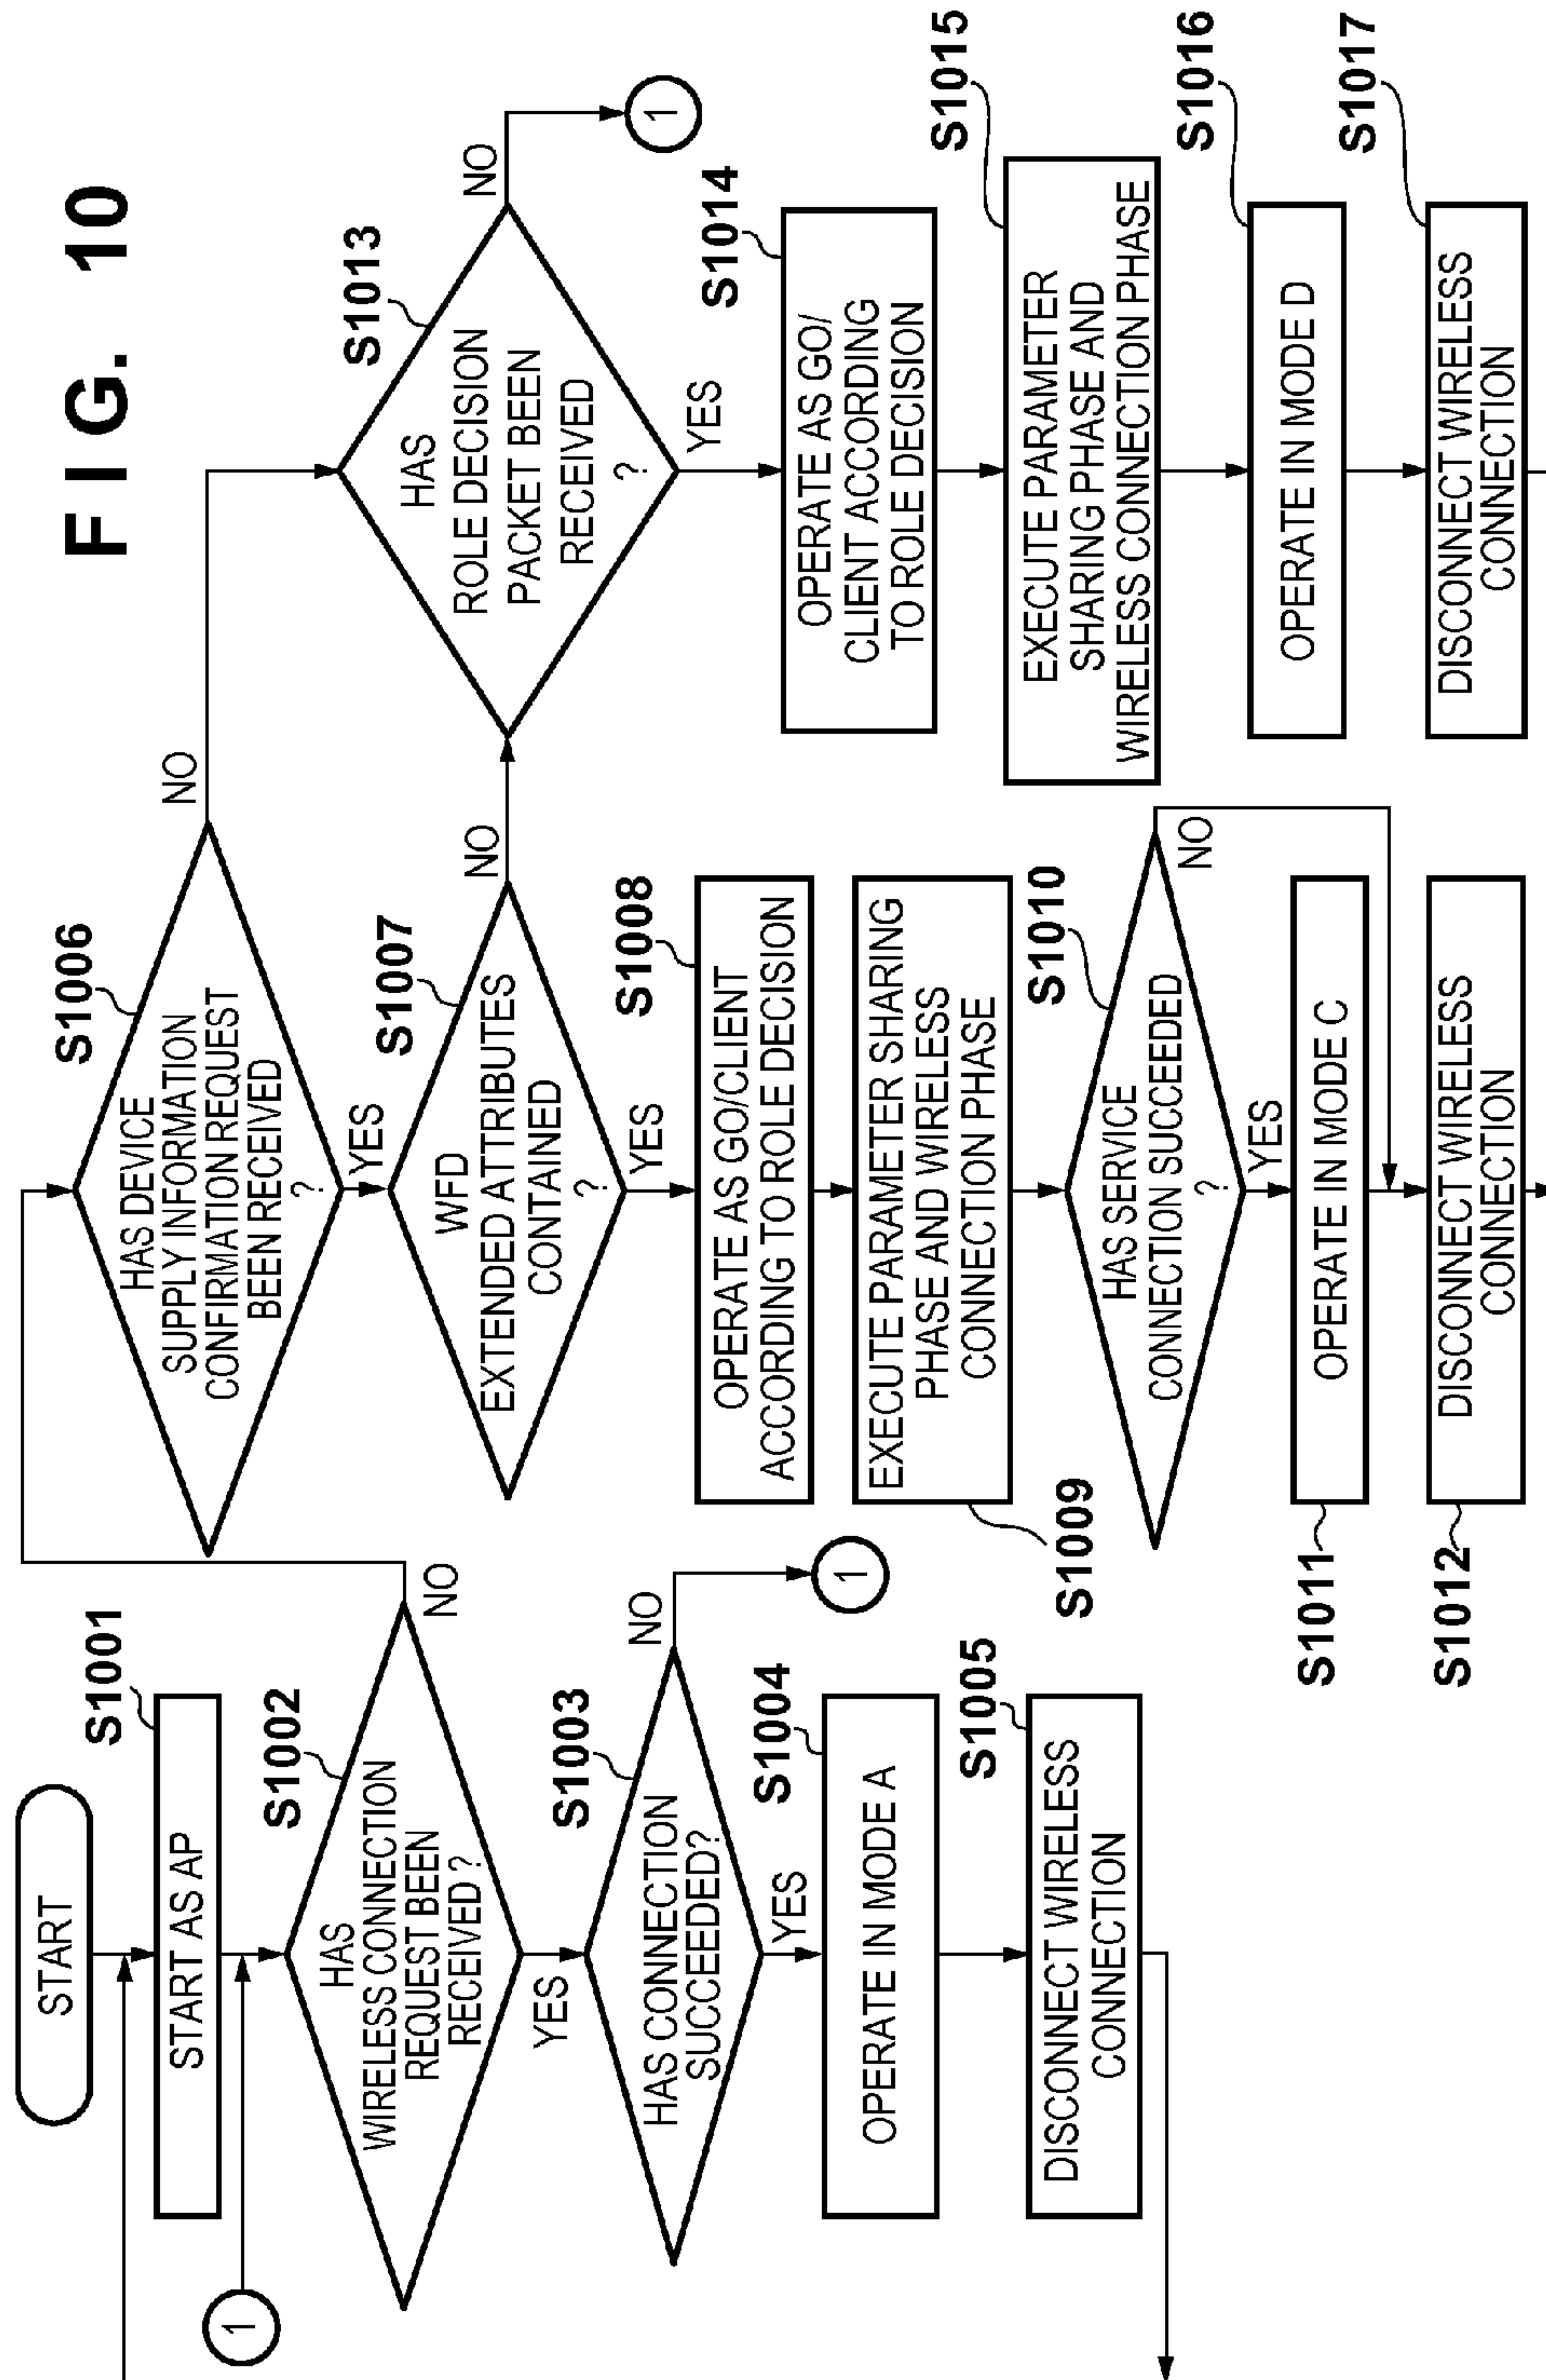 FIG. 10
START
S1001
START AS AP
1
S1002
HAS
WIRELESS CONNECTION
REQUEST BEEN
RECEIVED ?
NO
YES
S1003
HAS CONNECTION
SUCCEEDED?
NO
1
YES
S1004
OPERATE IN MODE A
S1005
DISCONNECT WIRELESS
CONNECTION
S1006
HAS DEVICE
SUPPLY INFORMATION
CONFIRMATION REQUEST
BEEN RECEIVED
?
NO
YES
S1007
WFD
EXTENDED ATTRIBUTES
CONTAINED
?
NO
YES
S1008
OPERATE AS GO/CLIENT
ACCORDING TO ROLE DECISION
S1009
EXECUTE PARAMETER SHARING
PHASE AND WIRELESS
CONNECTION PHASE
S1010
HAS SERVICE
CONNECTION SUCCEEDED
?
NO
YES
S1011
OPERATE IN MODE C
S1012
DISCONNECT WIRELESS
CONNECTION
S1013
HAS
ROLE DECISION
PACKET BEEN
RECEIVED
?
NO
1
YES
S1014
OPERATE AS GO/
CLIENT ACCORDING
TO ROLE DECISION
S1015
EXECUTE PARAMETER
SHARING PHASE AND
WIRELESS CONNECTION PHASE
S1016
OPERATE IN MODE D
S1017
DISCONNECT WIRELESS
CONNECTION